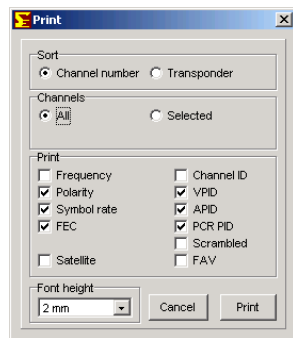 Print
Sort
Channel number Transponder
Channels
All Selected
Print
Frequency Channel ID
Polarity VPID
Symbol rate APID
FEC PCR PID
Scrambled
Satellite FAV
Font height
2 mm Cancel Print